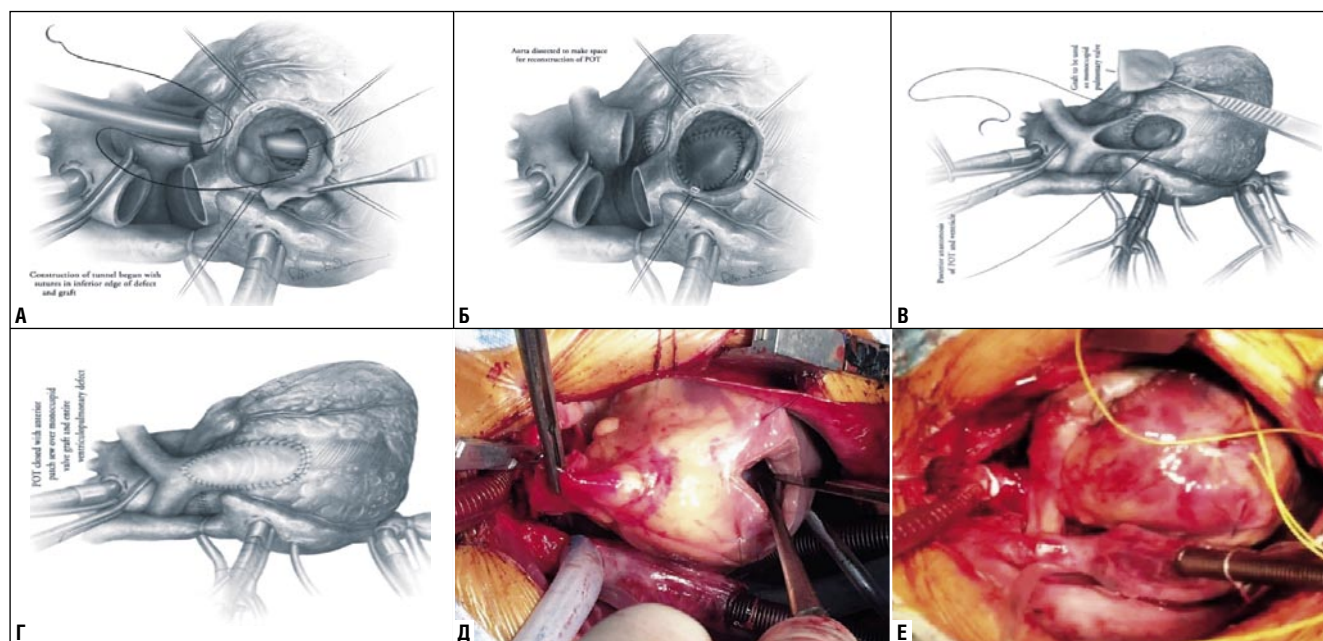 Construction of tunnel begun with
sutures in inferior edge of defect
and graft
А
Aorta dissected to make space
for reconstruction of POT
Б
Graft to be used
as monocuspid
pulmonary valve
Posterior anastomosis
of POT and ventricle
В
POT closed with anterior
patch sew over monocuspid
valve graft and entire
ventriculopulmonary defect
Г
Д
Е